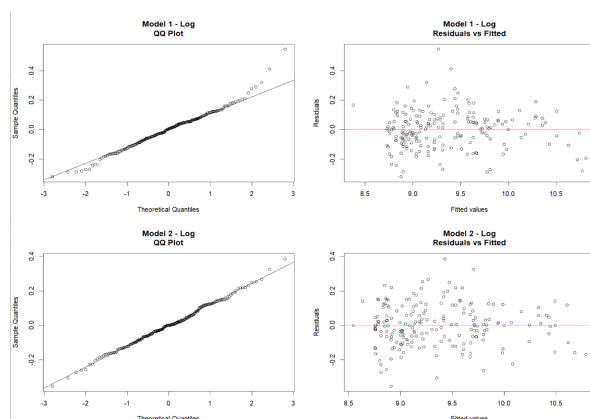 Model 1 - Log
QQ Plot
Sample Quantiles
0.4
0.2
0.0
-0.2
-3
-2
-1
0
1
2
3
Theoretical Quantiles
Model 1 - Log
Residuals vs Fitted
Residuals
0.4
0.2
0.0
-0.2
8.5
9.0
9.5
10.0
10.5
Fitted values
Model 2 - Log
QQ Plot
Sample Quantiles
0.4
0.2
0.0
-0.2
-3
-2
-1
0
1
2
3
Theoretical Quantiles
Model 2 - Log
Residuals vs Fitted
Residuals
0.4
0.2
0.0
-0.2
8.5
9.0
9.5
10.0
10.5
Fitted values